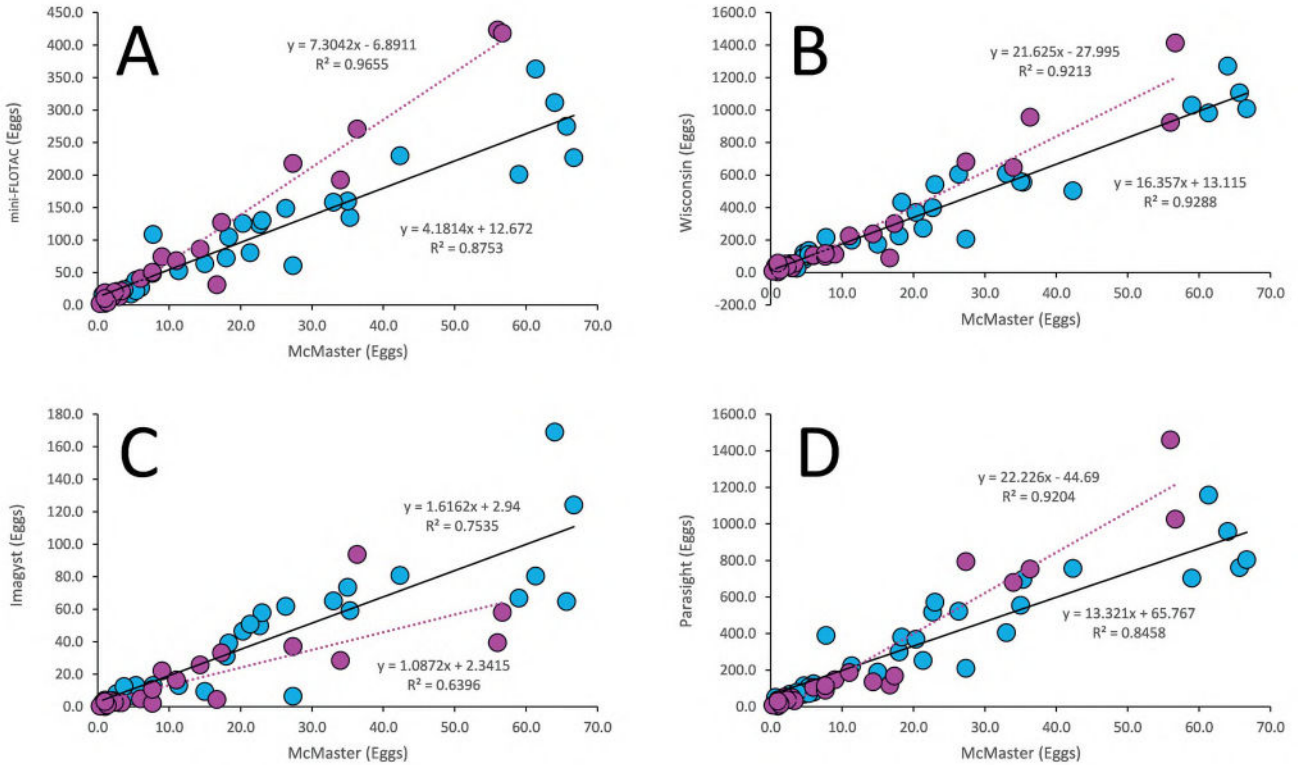 A
450.0
400.0
350.0
300.0
250.0
200.0
150.0
100.0
50.0
0.0
mini-FLOTAC (Eggs)
y = 7.3042x - 6.8911
R² = 0.9655
y = 4.1814x + 12.672
R² = 0.8753
0.0 10.0 20.0 30.0 40.0 50.0 60.0 70.0
McMaster (Eggs)
B
1600.0
1400.0
1200.0
1000.0
800.0
600.0
400.0
200.0
0.0
-200.0
Wisconsin (Eggs)
y = 21.625x - 27.995
R² = 0.9213
y = 16.357x + 13.115
R² = 0.9288
0.0 10.0 20.0 30.0 40.0 50.0 60.0 70.0
McMaster (Eggs)
C
180.0
160.0
140.0
120.0
100.0
80.0
60.0
40.0
20.0
0.0
Imagyst (Eggs)
y = 1.6162x + 2.94
R² = 0.7535
y = 1.0872x + 2.3415
R² = 0.6396
0.0 10.0 20.0 30.0 40.0 50.0 60.0 70.0
McMaster (Eggs)
D
1600.0
1400.0
1200.0
1000.0
800.0
600.0
400.0
200.0
0.0
Parasight (Eggs)
y = 22.226x - 44.69
R² = 0.9204
y = 13.321x + 65.767
R² = 0.8458
0.0 10.0 20.0 30.0 40.0 50.0 60.0 70.0
McMaster (Eggs)